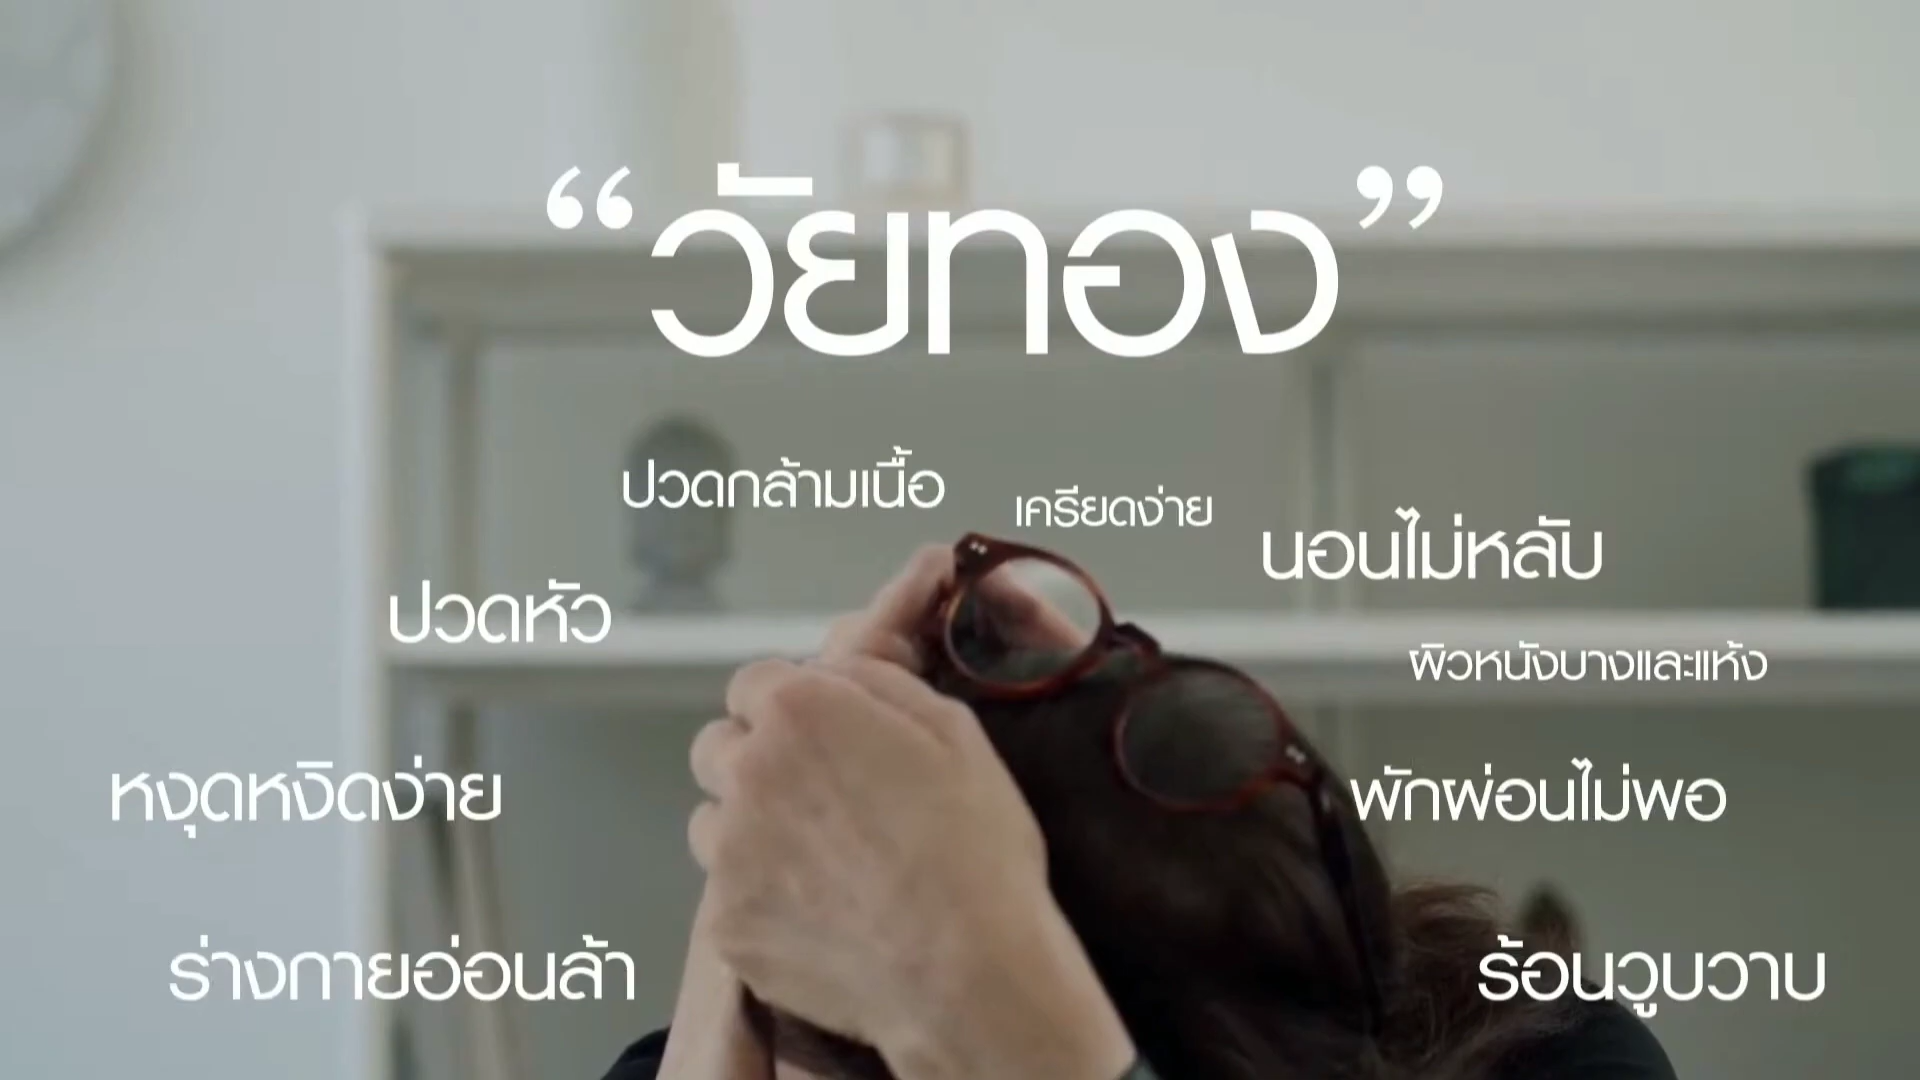 “วัยทอง”
ปวดกล้ามเนื้อ
เครียดง่าย
นอนไม่หลับ
ปวดหัว
ผิวหนังบางและแห้ง
หงุดหงิดง่าย
พักผ่อนไม่พอ
ร่างกายอ่อนล้า
ร้อนวูบวาบ